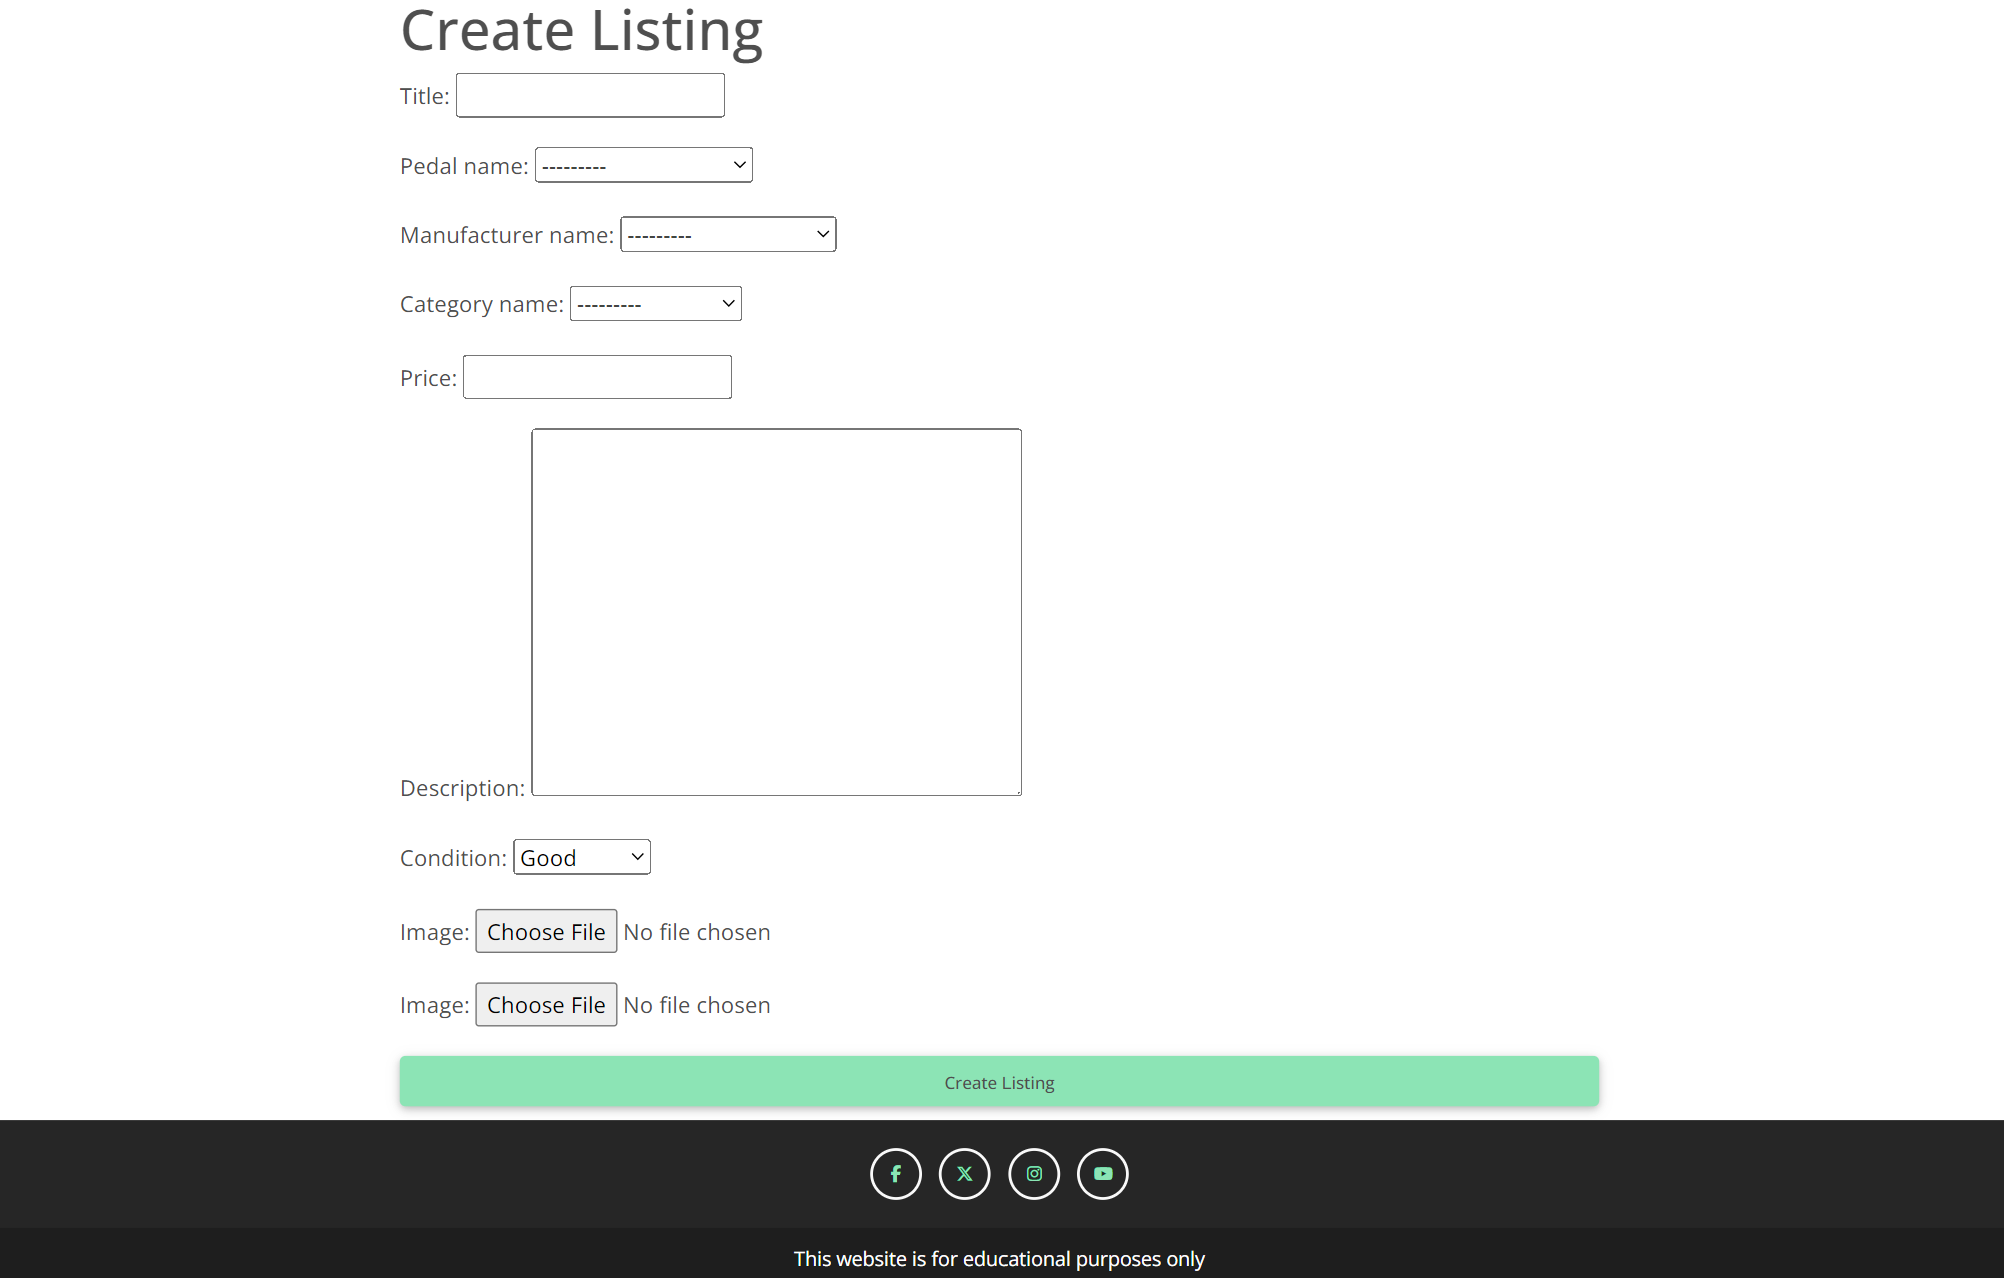 Create Listing
Title:
Pedal name: ---------
Manufacturer name: ---------
Category name: ---------
Price:
Description:
Condition: Good
Image: Choose File No file chosen
Image: Choose File No file chosen
Create Listing
This website is for educational purposes only